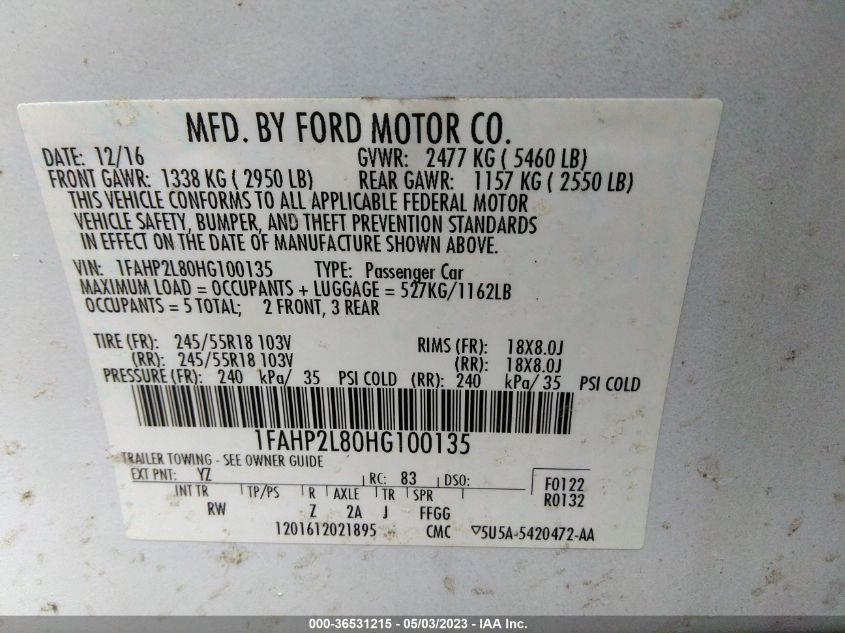 MFD. BY FORD MOTOR CO.
DATE: 12/16 GVWR: 2477 KG ( 5460 LB)
FRONT GAWR: 1338 KG ( 2950 LB) REAR GAWR: 1157 KG ( 2550 LB)
THIS VEHICLE CONFORMS TO ALL APPLICABLE FEDERAL MOTOR
VEHICLE SAFETY, BUMPER, AND THEFT PREVENTION STANDARDS
IN EFFECT ON THE DATE OF MANUFACTURE SHOWN ABOVE.
VIN: 1FAHP2L80HG100135 TYPE: Passenger Car
MAXIMUM LOAD = OCCUPANTS + LUGGAGE = 527KG/1162LB
OCCUPANTS = 5 TOTAL; 2 FRONT, 3 REAR
TIRE (FR): 245/55R18 103V RIMS (FR): 18X8.0J
(RR): 245/55R18 103V (RR): 18X8.0J
PRESSURE (FR): 240 kPa/ 35 PSI COLD (RR): 240 kPa/ 35 PSI COLD
1FAHP2L80HG100135
TRAILER TOWING - SEE OWNER GUIDE
EXT PNT: YZ RC: 83 DSO: F0122
INT TR TP/PS R AXLE TR SPR R0132
RW Z 2A J FFGG
1201612021895 CMC ▽5U5A-5420472-AA
000-36531215 - 05/03/2023 - IAA Inc.